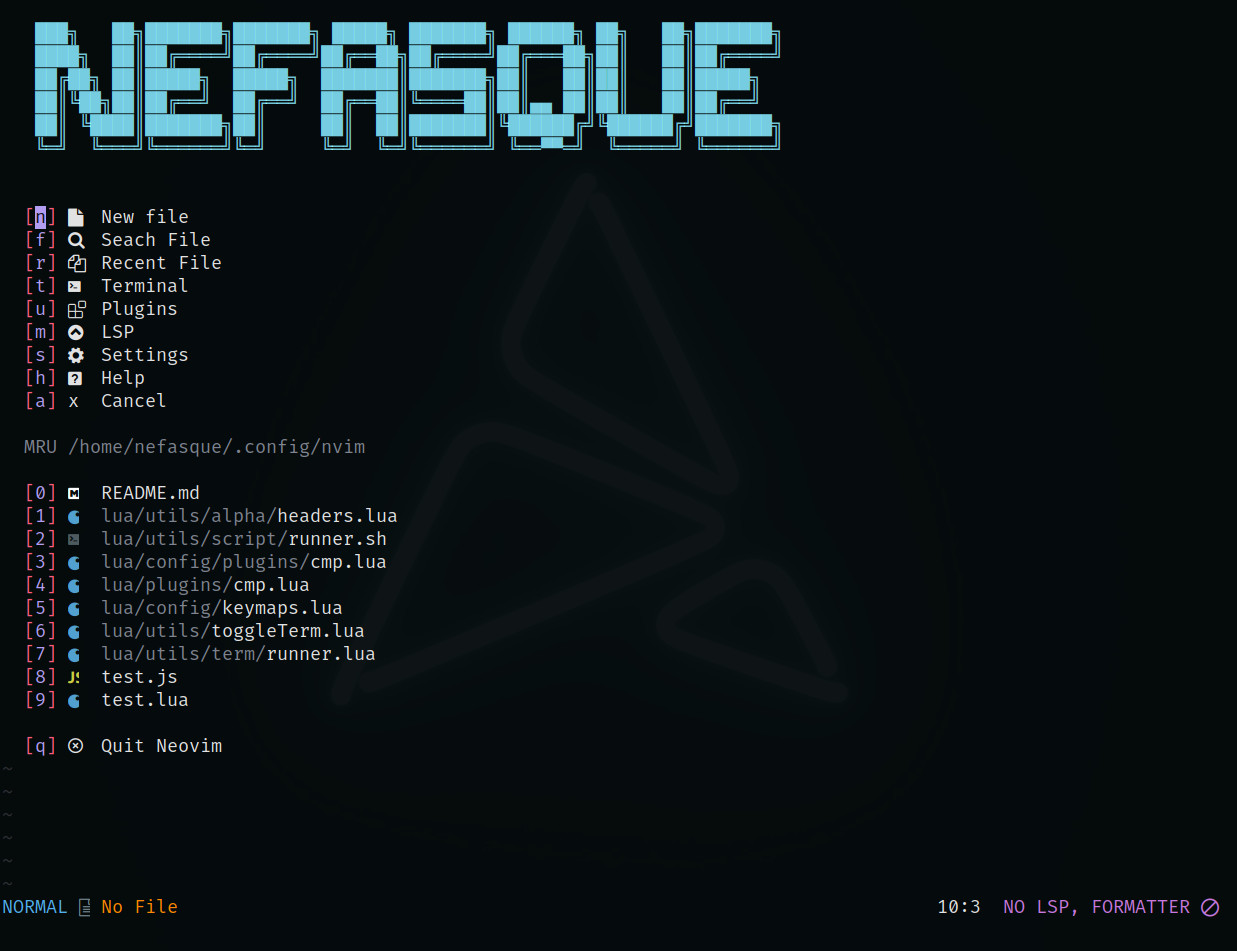 NEFASQUE
[n] New file
[f] Seach File
[r] Recent File
[t] Terminal
[u] Plugins
[m] LSP
[s] Settings
[h] Help
[a] x Cancel
MRU /home/nefasque/.config/nvim
[0] README.md
[1] lua/utils/alpha/headers.lua
[2] lua/utils/script/runner.sh
[3] lua/config/plugins/cmp.lua
[4] lua/plugins/cmp.lua
[5] lua/config/keymaps.lua
[6] lua/utils/toggleTerm.lua
[7] lua/utils/term/runner.lua
[8] JS test.js
[9] test.lua
[q] Quit Neovim
~
~
~
~
~
~
NORMAL No File 10:3 NO LSP, FORMATTER